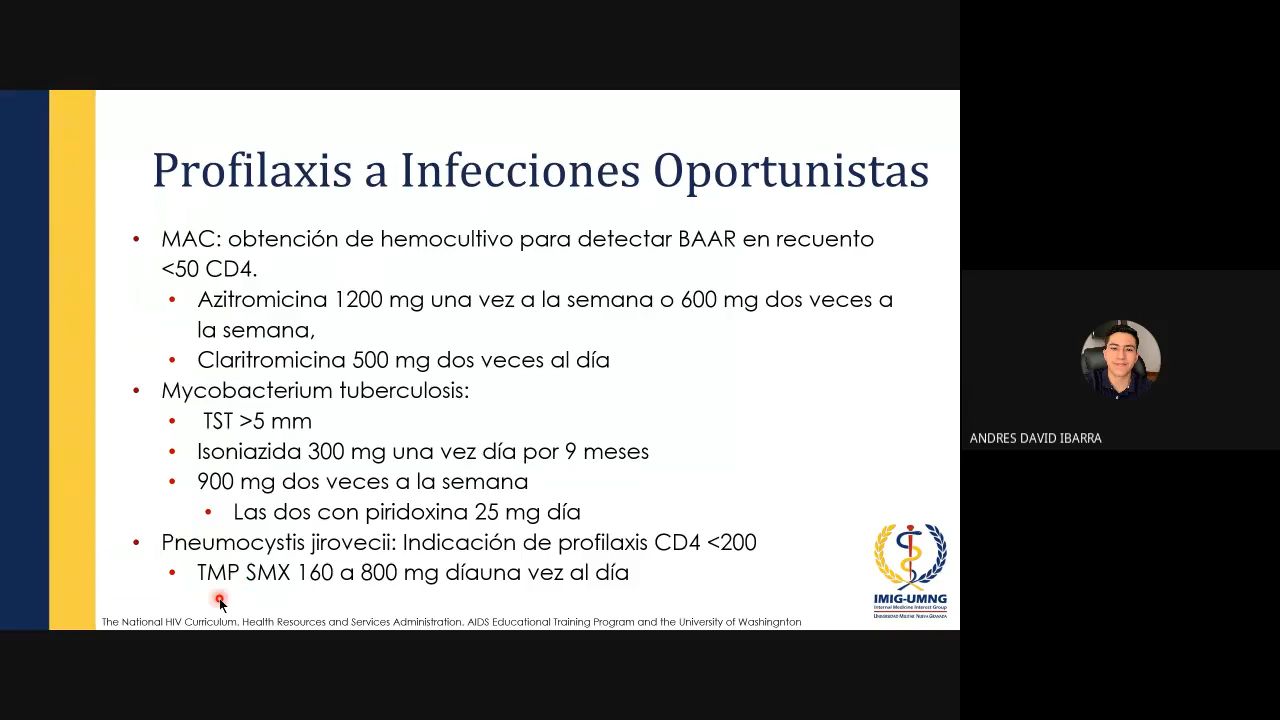 Profilaxis a Infecciones Oportunistas
• MAC: obtención de hemocultivo para detectar BAAR en recuento
<50 CD4.
• Azitromicina 1200 mg una vez a la semana o 600 mg dos veces a
la semana,
• Claritromicina 500 mg dos veces al día
• Mycobacterium tuberculosis:
• TST >5 mm
• Isoniazida 300 mg una vez día por 9 meses
• 900 mg dos veces a la semana
• Las dos con piridoxina 25 mg día
• Pneumocystis jirovecii: Indicación de profilaxis CD4 <200
• TMP SMX 160 a 800 mg díauna vez al día
IMIG-UMNG
Internal Medicine Interest Group
Universidad Militar Nueva Granada
The National HIV Health Resources and Services Administration. AIDS Educational Training Program and the University of Washingnton
ANDRES DAVID IBARRA